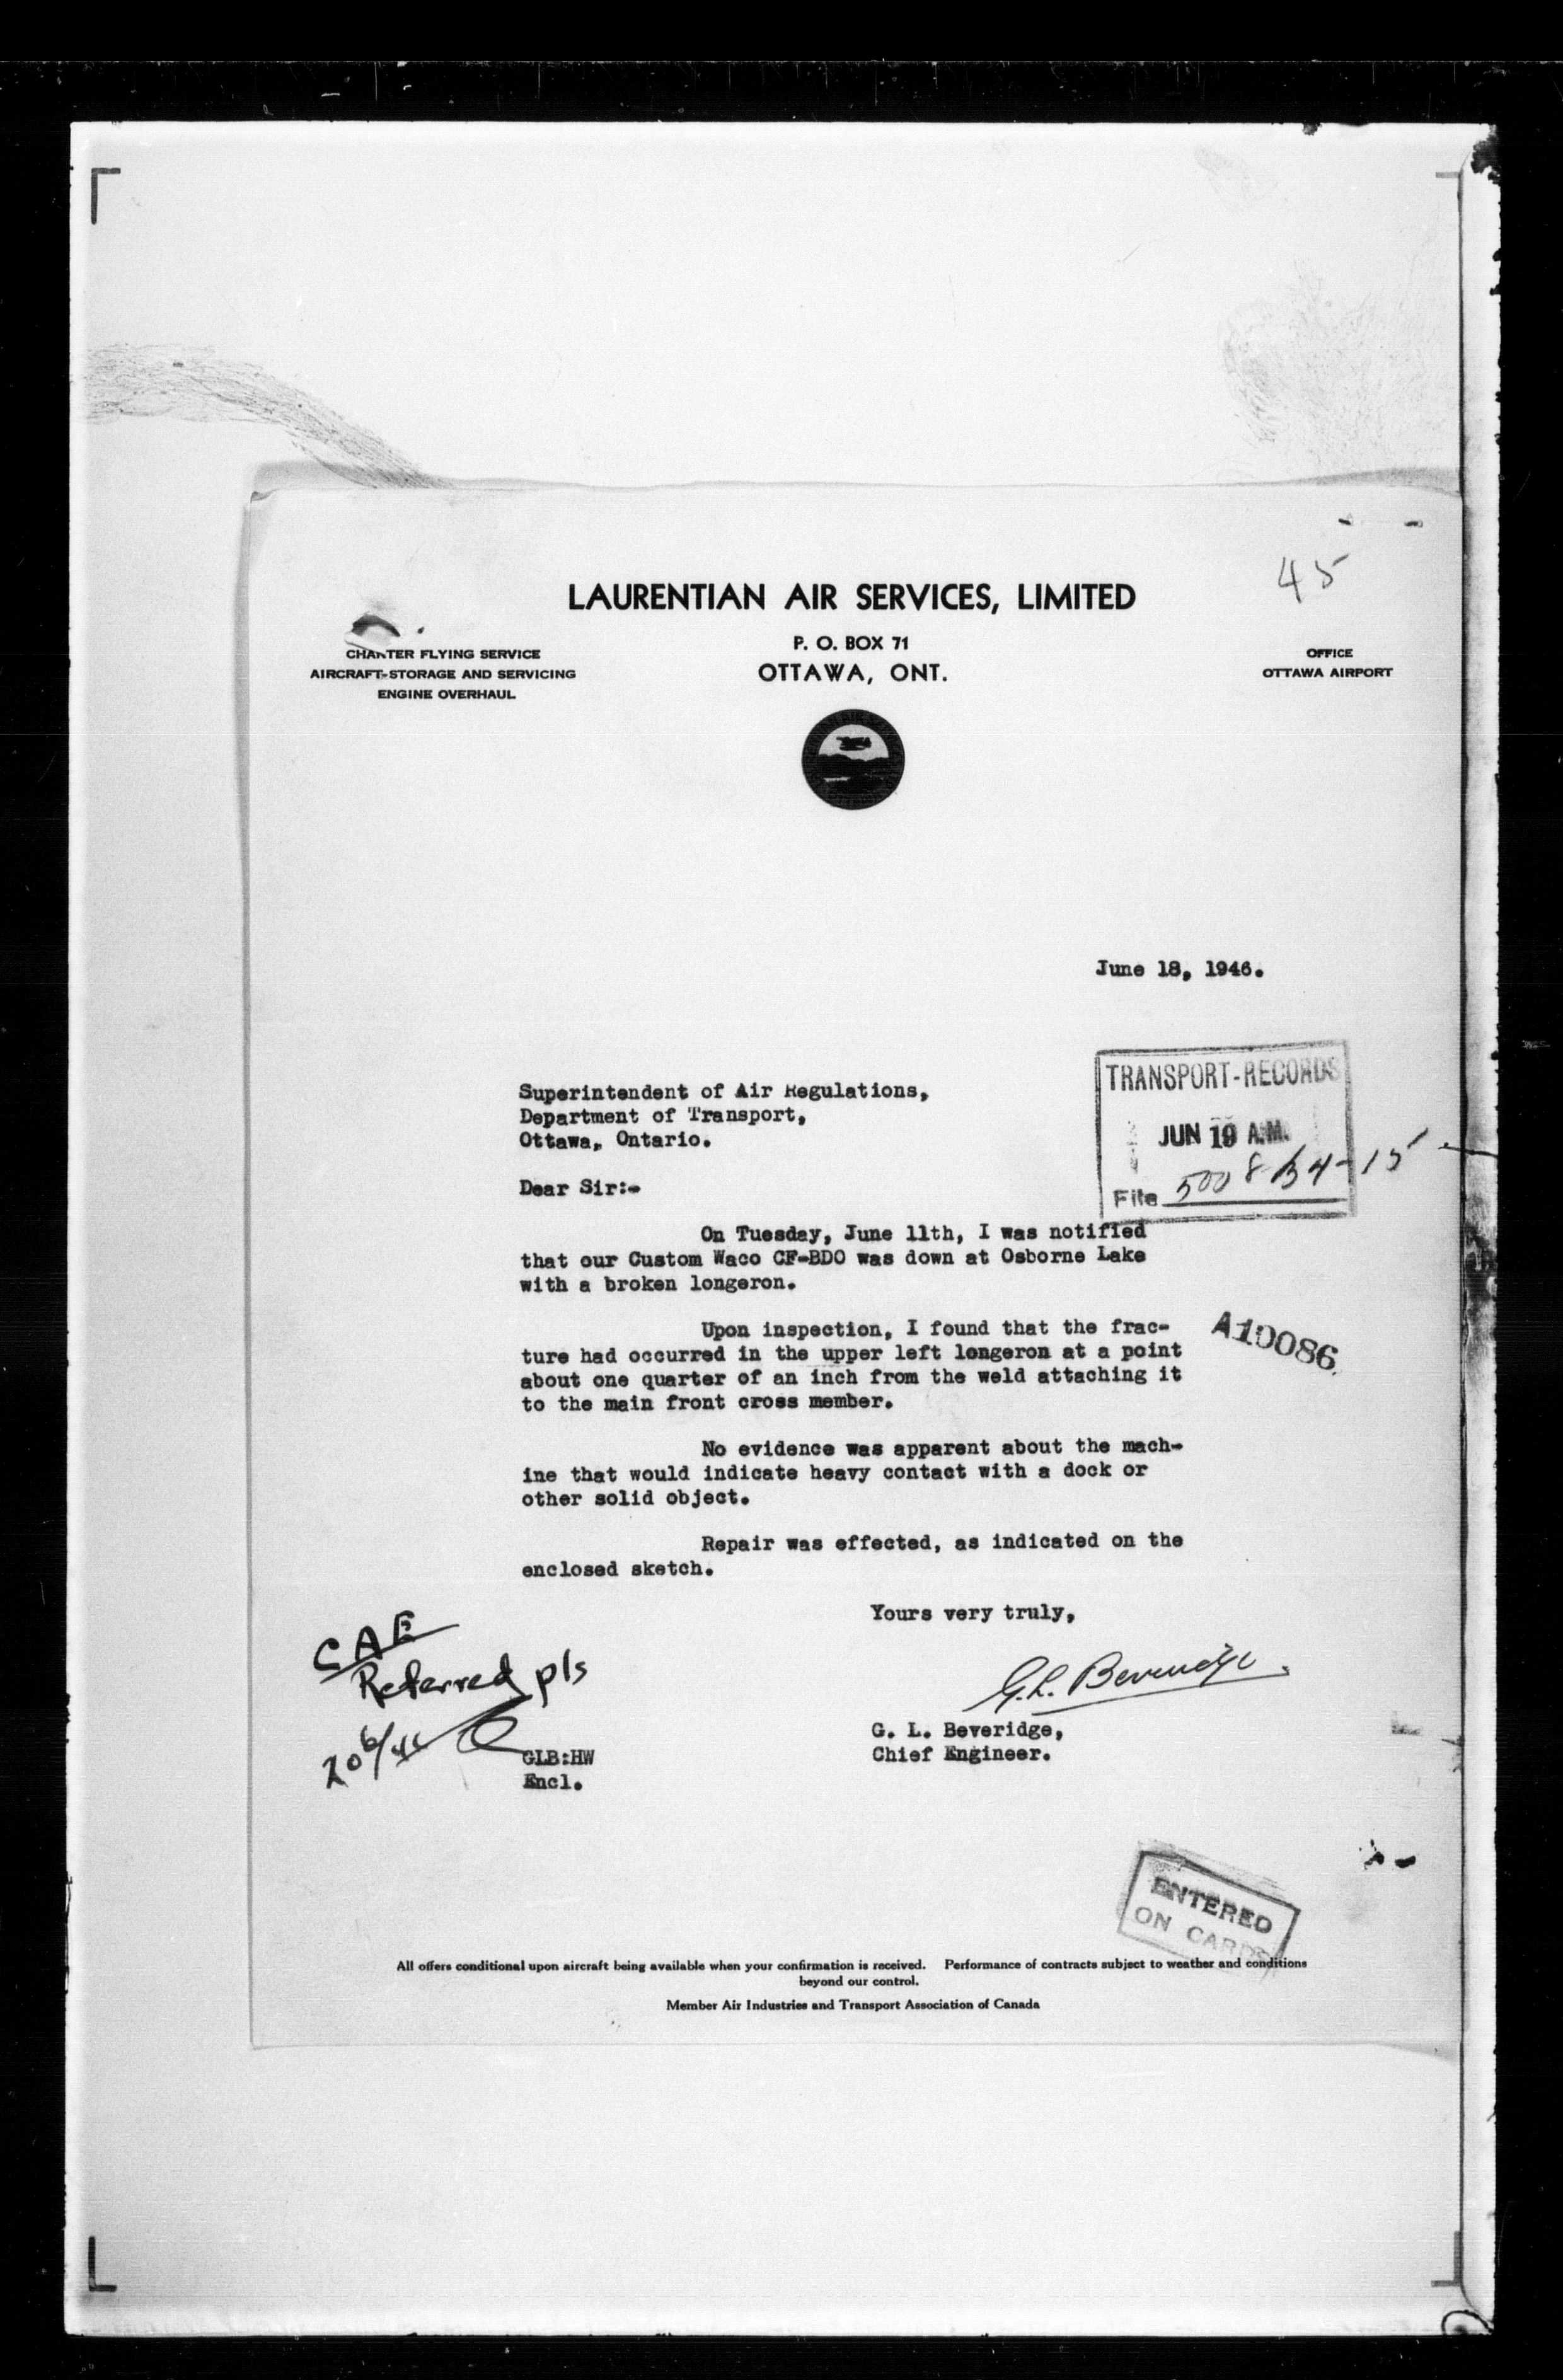 45
LAURENTIAN AIR SERVICES, LIMITED
P. O. BOX 71
OTTAWA, ONT.
CHARTER FLYING SERVICE
AIRCRAFT-STORAGE AND SERVICING
ENGINE OVERHAUL
OFFICE
OTTAWA AIRPORT
June 18, 1946.
TRANSPORT-RECORDS
JUN 19 A.M.
File 5008-B4-15
Superintendent of Air Regulations,
Department of Transport,
Ottawa, Ontario.
Dear Sir:-
On Tuesday, June 11th, I was notified
that our Custom Waco CF-BDO was down at Osborne Lake
with a broken longeron.
Upon inspection, I found that the frac-
ture had occurred in the upper left longeron at a point
about one quarter of an inch from the weld attaching it
to the main front cross member.
A10086
No evidence was apparent about the mach-
ine that would indicate heavy contact with a dock or
other solid object.
Repair was effected, as indicated on the
enclosed sketch.
Yours very truly,
G.L. Beveridge.
G. L. Beveridge,
Chief Engineer.
SAE
Referred pls
20 6/46
GLB:HW
Encl.
ENTERED
ON CARDS
All offers conditional upon aircraft being available when your confirmation is received. Performance of contracts subject to weather and conditions
beyond our control.
Member Air Industries and Transport Association of Canada